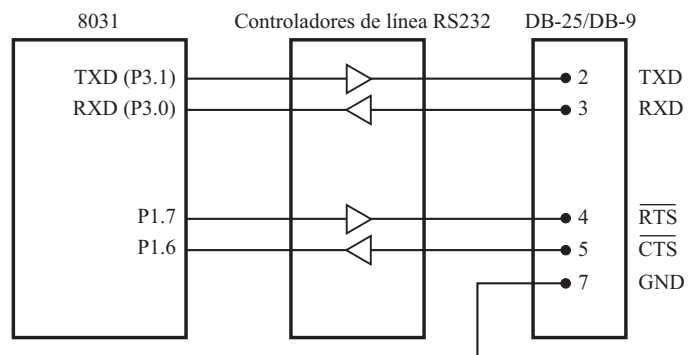 8031 Controladores de línea RS232 DB-25/DB-9
TXD (P3.1) 2 TXD
RXD (P3.0) 3 RXD
P1.7 4 RTS
P1.6 5 CTS
7 GND